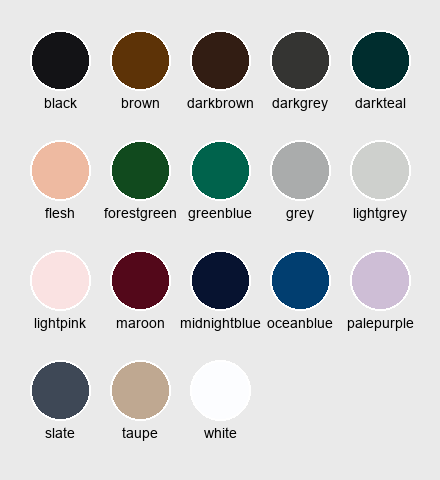 black brown darkbrown darkgrey darkteal
flesh forestgreen greenblue grey lightgrey
lightpink maroon midnightblue oceanblue palepurple
slate taupe white